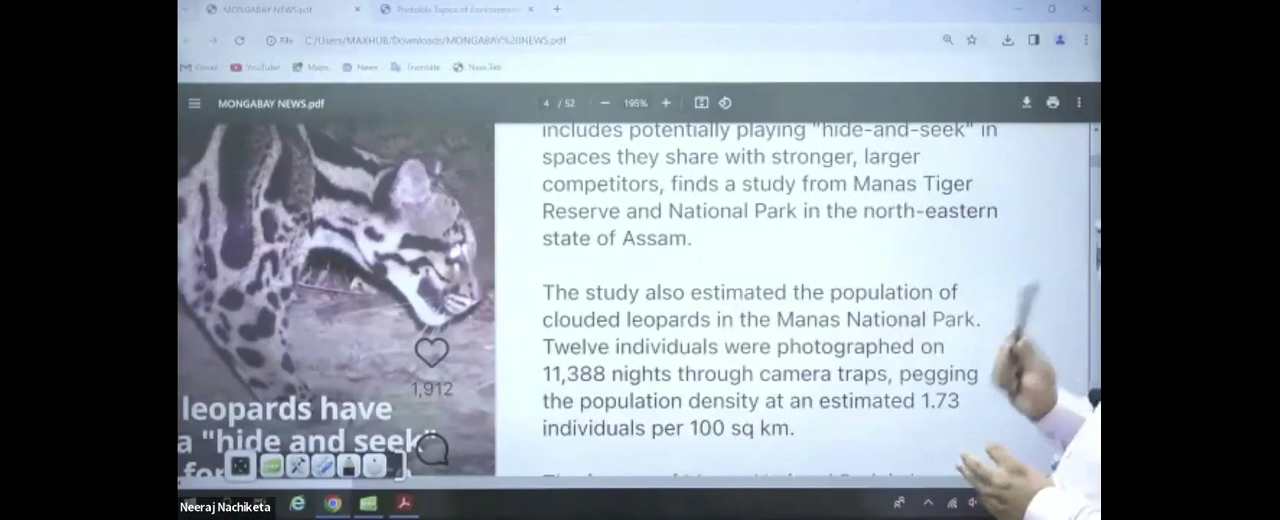 MONGABAY NEWS.pdf
Probable Topics of Environment
File C:/Users/MAXHUB/Downloads/MONGABAY%20NEWS.pdf
Gmail YouTube Maps News Translate New Tab
MONGABAY NEWS.pdf 4 / 52 195%
includes potentially playing "hide-and-seek" in
spaces they share with stronger, larger
competitors, finds a study from Manas Tiger
Reserve and National Park in the north-eastern
state of Assam.
The study also estimated the population of
clouded leopards in the Manas National Park.
Twelve individuals were photographed on
11,388 nights through camera traps, pegging
the population density at an estimated 1.73
individuals per 100 sq km.
1,912
leopards have
a "hide and seek"
for
Neeraj Nachiketa